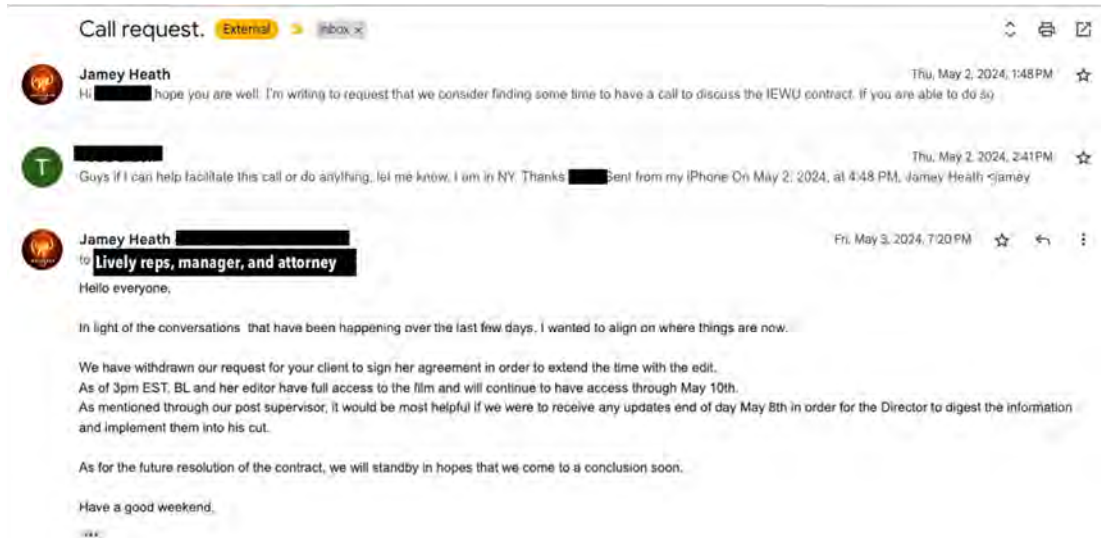 Call request. External Inbox x
Jamey Heath Thu, May 2, 2024, 1:48 PM
Hi hope you are well. I'm writing to request that we consider finding some time to have a call to discuss the IEWU contract. If you are able to do so
T Thu, May 2, 2024, 2:41 PM
Guys if I can help facilitate this call or do anything, let me know. I am in NY. Thanks Sent from my iPhone On May 2, 2024, at 4:48 PM, Jamey Heath <jamey
Jamey Heath Fri, May 3, 2024, 7:20 PM
to Lively reps, manager, and attorney
Hello everyone,
In light of the conversations that have been happening over the last few days, I wanted to align on where things are now.
We have withdrawn our request for your client to sign her agreement in order to extend the time with the edit.
As of 3pm EST, BL and her editor have full access to the film and will continue to have access through May 10th.
As mentioned through our post supervisor, it would be most helpful if we were to receive any updates end of day May 8th in order for the Director to digest the information
and implement them into his cut.
As for the future resolution of the contract, we will standby in hopes that we come to a conclusion soon.
Have a good weekend,